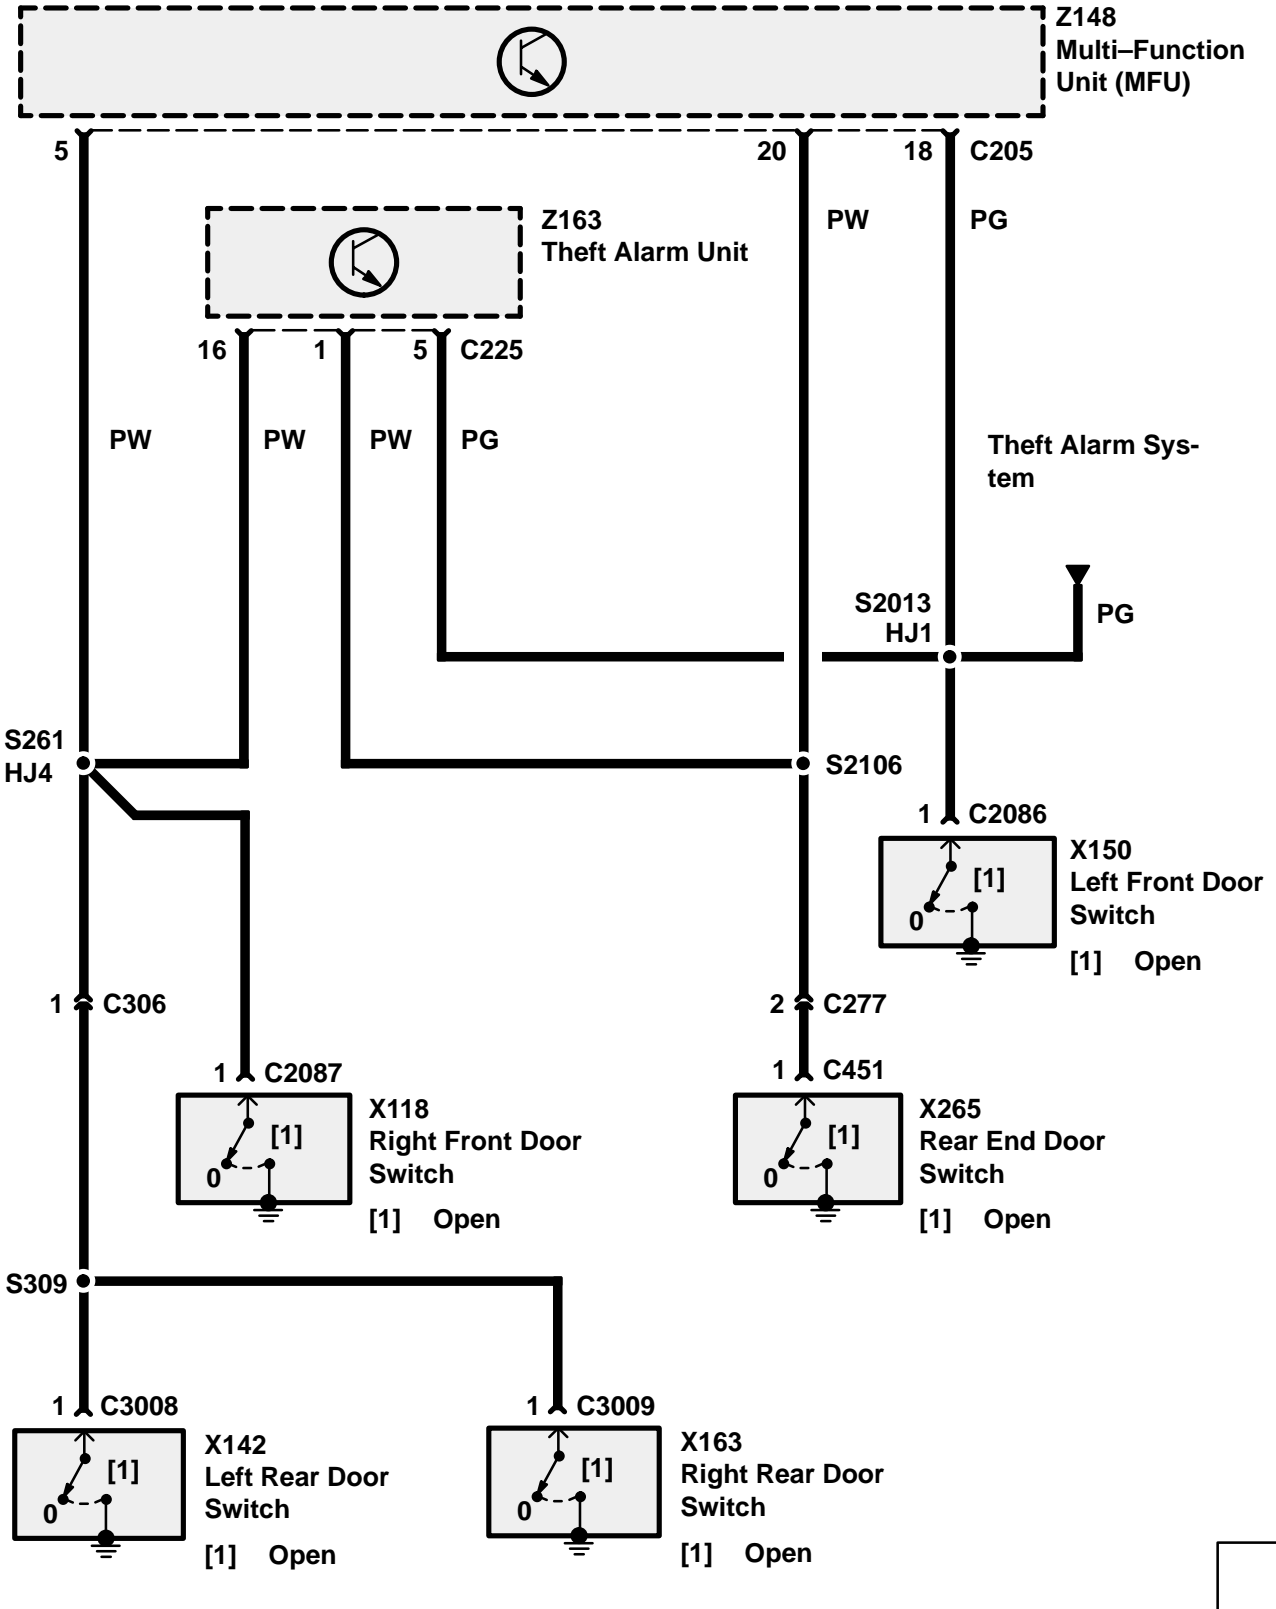 Z148
Multi–Function
Unit (MFU)
5
20
18
C205
PW
PG
Z163
Theft Alarm Unit
16
1
5
C225
PW
PW
PW
PG
Theft Alarm Sys-
tem
S2013
HJ1
PG
S261
HJ4
S2106
1
C2086
X150
Left Front Door
Switch
[1]
0
[1] Open
1
C306
2
C277
1
C2087
X118
Right Front Door
Switch
[1]
0
[1] Open
1
C451
X265
Rear End Door
Switch
[1]
0
[1] Open
S309
1
C3008
X142
Left Rear Door
Switch
[1]
0
[1] Open
1
C3009
X163
Right Rear Door
Switch
[1]
0
[1] Open